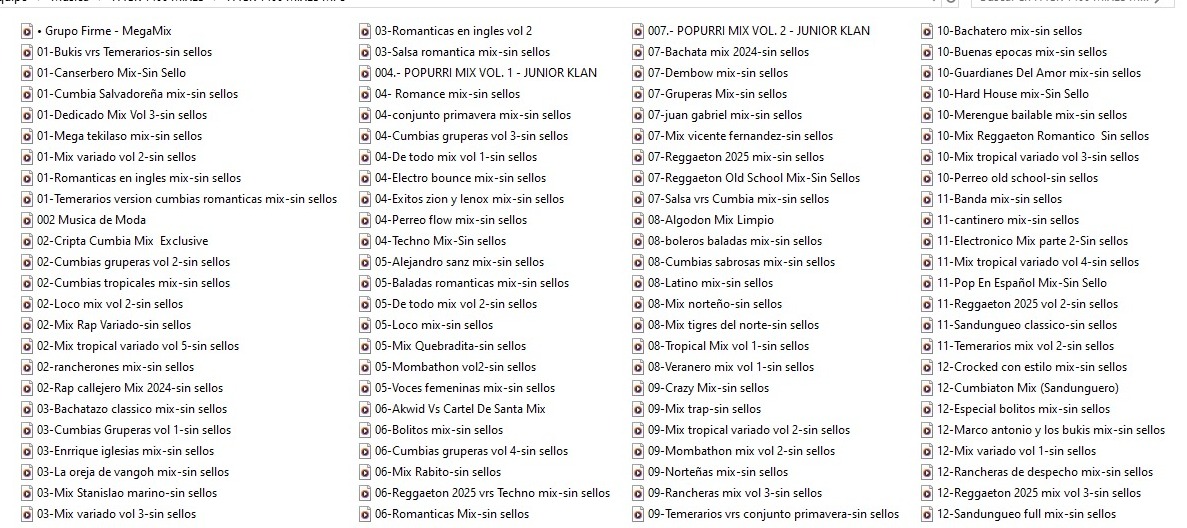 • Grupo Firme - MegaMix
01-Bukis vrs Temerarios-sin sellos
01-Canserbero Mix-Sin Sello
01-Cumbia Salvadoreña mix-sin sellos
01-Dedicado Mix Vol 3-sin sellos
01-Mega tekilaso mix-sin sellos
01-Mix variado vol 2-sin sellos
01-Romanticas en ingles mix-sin sellos
01-Temerarios version cumbias romanticas mix-sin sellos
002 Musica de Moda
02-Cripta Cumbia Mix  Exclusive
02-Cumbias gruperas vol 2-sin sellos
02-Cumbias tropicales mix-sin sellos
02-Loco mix vol 2-sin sellos
02-Mix Rap Variado-sin sellos
02-Mix tropical variado vol 5-sin sellos
02-rancherones mix-sin sellos
02-Rap callejero Mix 2024-sin sellos
03-Bachatazo classico mix-sin sellos
03-Cumbias Gruperas vol 1-sin sellos
03-Enrrique iglesias mix-sin sellos
03-La oreja de vangoh mix-sin sellos
03-Mix Stanislao marino-sin sellos
03-Mix variado vol 3-sin sellos
03-Romanticas en ingles vol 2
03-Salsa romantica mix-sin sellos
004.- POPURRI MIX VOL. 1 - JUNIOR KLAN
04- Romance mix-sin sellos
04-conjunto primavera mix-sin sellos
04-Cumbias gruperas vol 3-sin sellos
04-De todo mix vol 1-sin sellos
04-Electro bounce mix-sin sellos
04-Exitos zion y lenox mix-sin sellos
04-Perreo flow mix-sin sellos
04-Techno Mix-Sin sellos
05-Alejandro sanz mix-sin sellos
05-Baladas romanticas mix-sin sellos
05-De todo mix vol 2-sin sellos
05-Loco mix-sin sellos
05-Mix Quebradita-sin sellos
05-Mombathon vol2-sin sellos
05-Voces femeninas mix-sin sellos
06-Akwid Vs Cartel De Santa Mix
06-Bolitos mix-sin sellos
06-Cumbias gruperas vol 4-sin sellos
06-Mix Rabito-sin sellos
06-Reggaeton 2025 vrs Techno mix-sin sellos
06-Romanticas Mix-sin sellos
007.- POPURRI MIX VOL. 2 - JUNIOR KLAN
07-Bachata mix 2024-sin sellos
07-Dembow mix-sin sellos
07-Gruperas Mix-sin sellos
07-juan gabriel mix-sin sellos
07-Mix vicente fernandez-sin sellos
07-Reggaeton 2025 mix-sin sellos
07-Reggaeton Old School Mix-Sin Sellos
07-Salsa vrs Cumbia mix-sin sellos
08-Algodon Mix Limpio
08-boleros baladas mix-sin sellos
08-Cumbias sabrosas mix-sin sellos
08-Latino mix-sin sellos
08-Mix norteño-sin sellos
08-Mix tigres del norte-sin sellos
08-Tropical Mix vol 1-sin sellos
08-Veranero mix vol 1-sin sellos
09-Crazy Mix-sin sellos
09-Mix trap-sin sellos
09-Mix tropical variado vol 2-sin sellos
09-Mombathon mix vol 2-sin sellos
09-Norteñas mix-sin sellos
09-Rancheras mix vol 3-sin sellos
09-Temerarios vrs conjunto primavera-sin sellos
10-Bachatero mix-sin sellos
10-Buenas epocas mix-sin sellos
10-Guardianes Del Amor mix-sin sellos
10-Hard House mix-Sin Sello
10-Merengue bailable mix-sin sellos
10-Mix Reggaeton Romantico  Sin sellos
10-Mix tropical variado vol 3-sin sellos
10-Perreo old school-sin sellos
11-Banda mix-sin sellos
11-cantinero mix-sin sellos
11-Electronico Mix parte 2-Sin sellos
11-Mix tropical variado vol 4-sin sellos
11-Pop En Español Mix-Sin Sello
11-Reggaeton 2025 vol 2-sin sellos
11-Sandungueo classico-sin sellos
11-Temerarios mix vol 2-sin sellos
12-Crocked con estilo mix-sin sellos
12-Cumbiaton Mix (Sandunguero)
12-Especial bolitos mix-sin sellos
12-Marco antonio y los bukis mix-sin sellos
12-Mix variado vol 1-sin sellos
12-Rancheras de despecho mix-sin sellos
12-Reggaeton 2025 mix vol 3-sin sellos
12-Sandungueo full mix-sin sellos